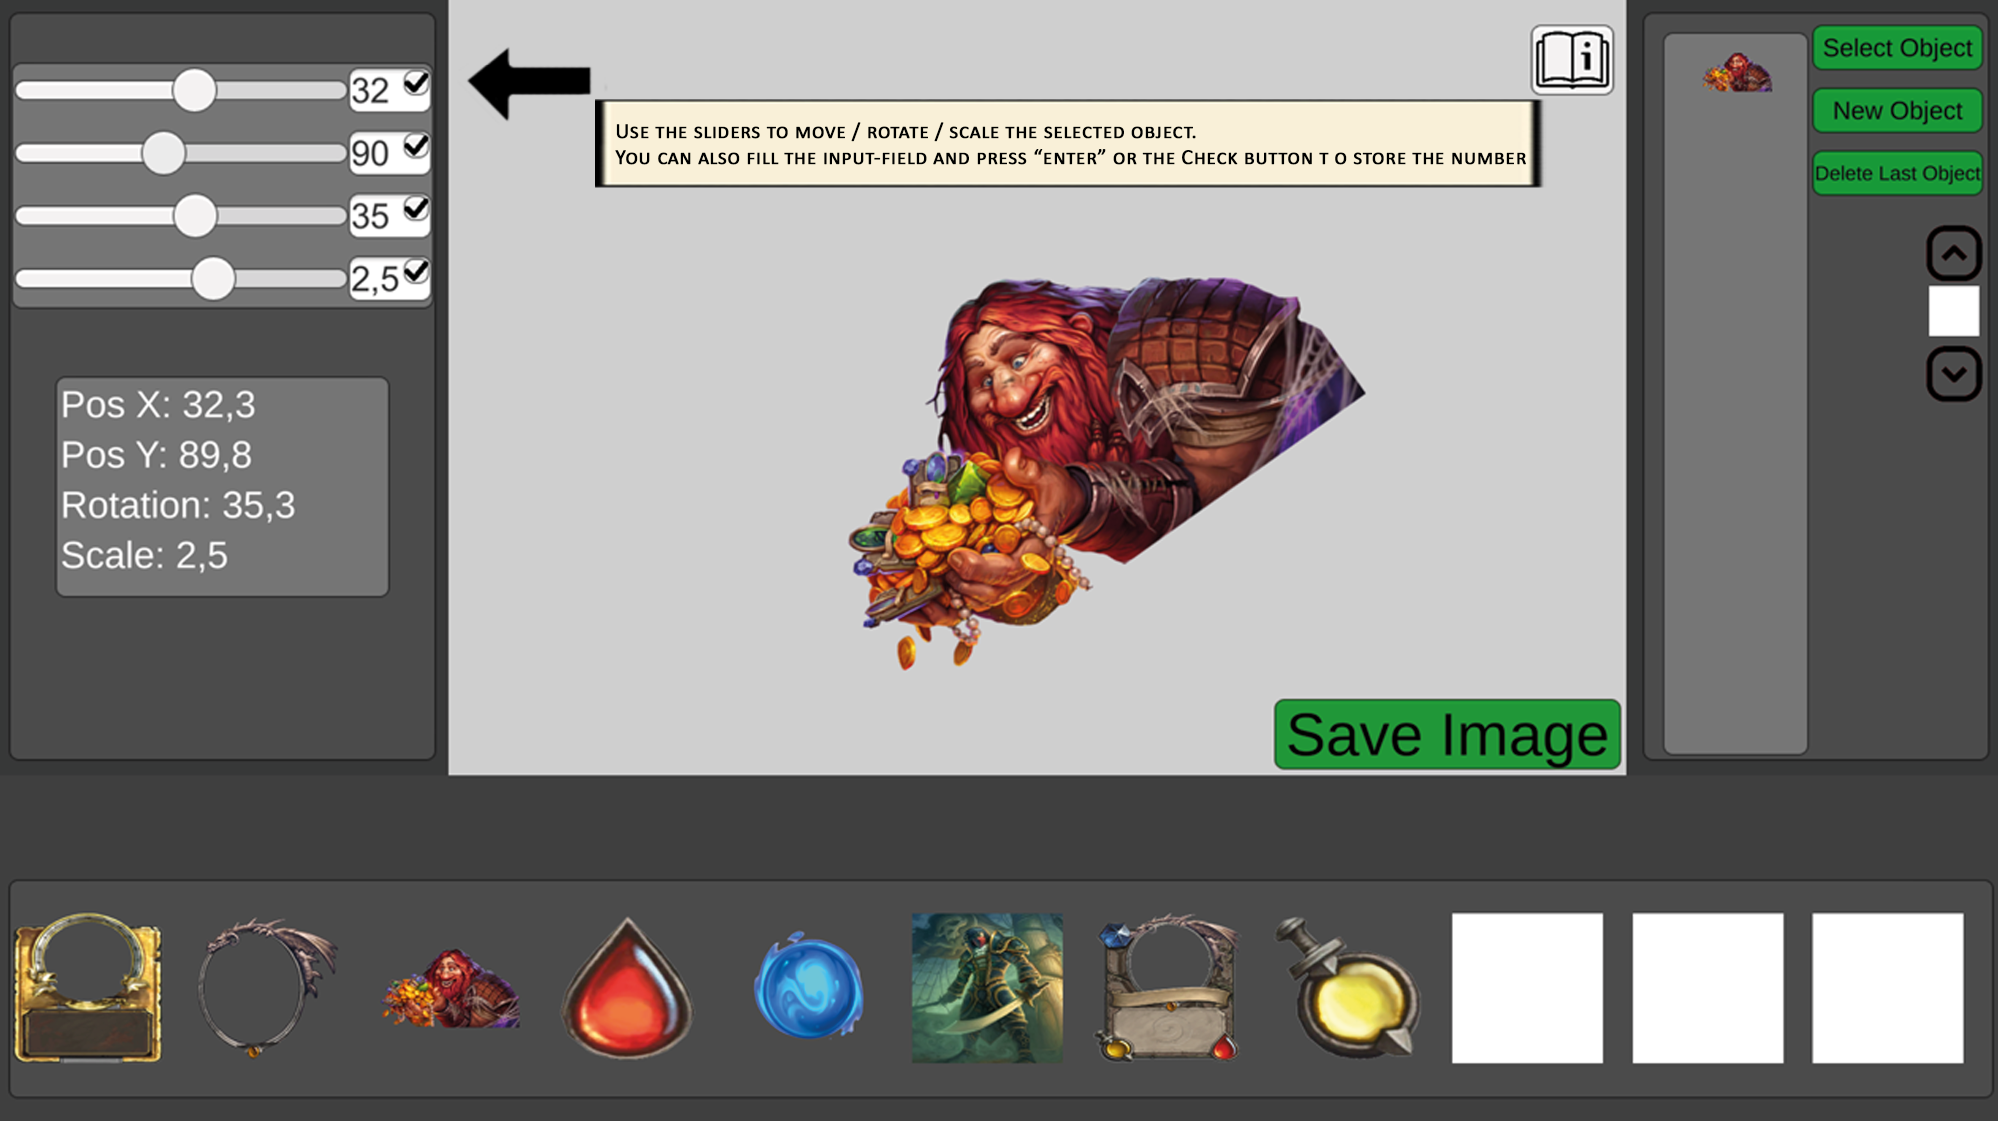 32
90
35
2,5
Pos X: 32,3
Pos Y: 89,8
Rotation: 35,3
Scale: 2,5
i
Use the sliders to move / rotate / scale the selected object.
You can also fill the input-field and press “enter” or the Check button t o store the number
Save Image
Select Object
New Object
Delete Last Object